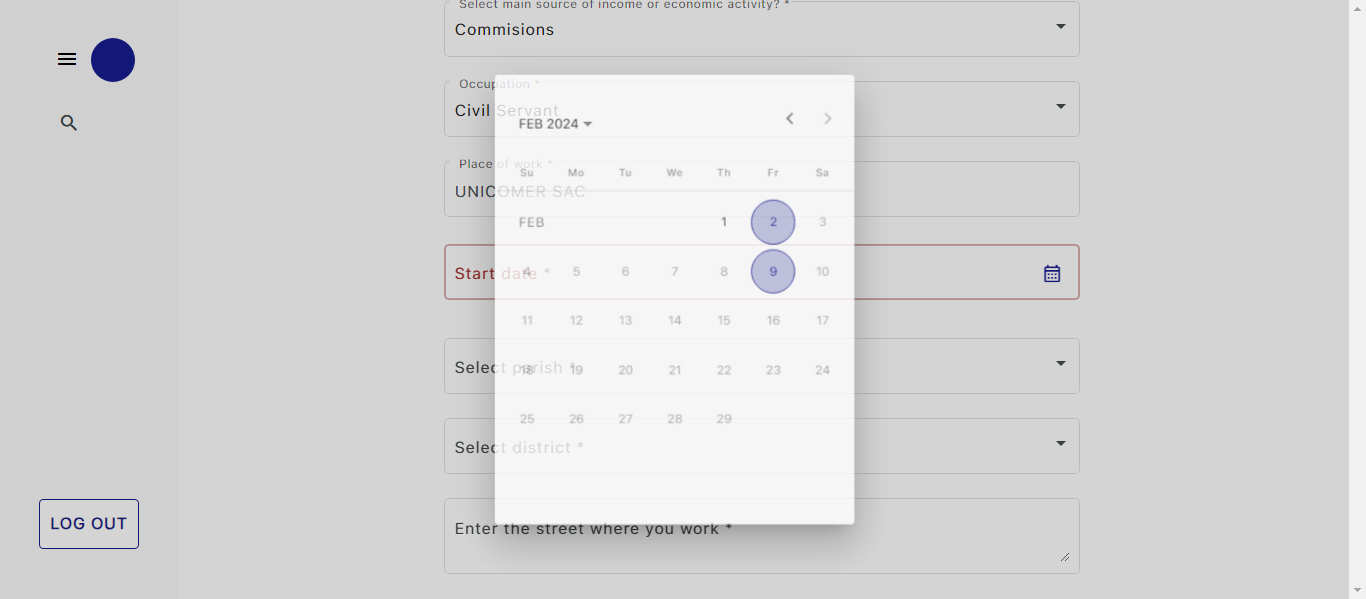 Select main source of income or economic activity? *
Commisions
Occupation *
Civil Servant
Place of work *
UNICOMER SAC
FEB 2024
Su Mo Tu We Th Fr Sa
FEB 1 2 3
4 5 6 7 8 9 10
11 12 13 14 15 16 17
18 19 20 21 22 23 24
25 26 27 28 29
Start date *
Select parish *
Select district *
Enter the street where you work *
LOG OUT